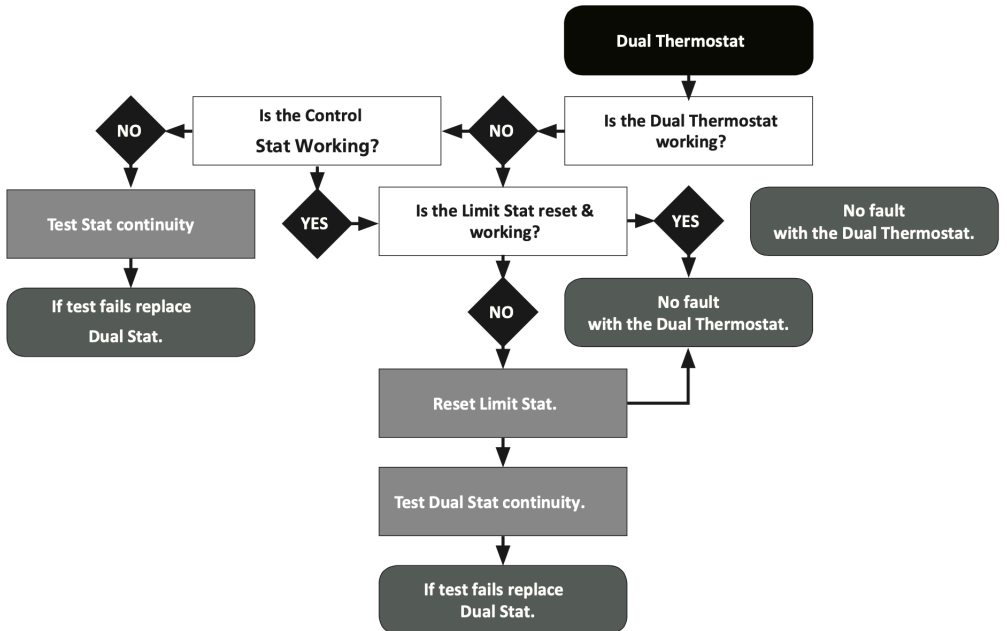 Dual Thermostat
Is the Control
Stat Working?
NO
NO
Is the Dual Thermostat
working?
Test Stat continuity
YES
Is the Limit Stat reset &
working?
YES
No fault
with the Dual Thermostat.
If test fails replace
Dual Stat.
NO
No fault
with the Dual Thermostat.
Reset Limit Stat.
Test Dual Stat continuity.
If test fails replace
Dual Stat.